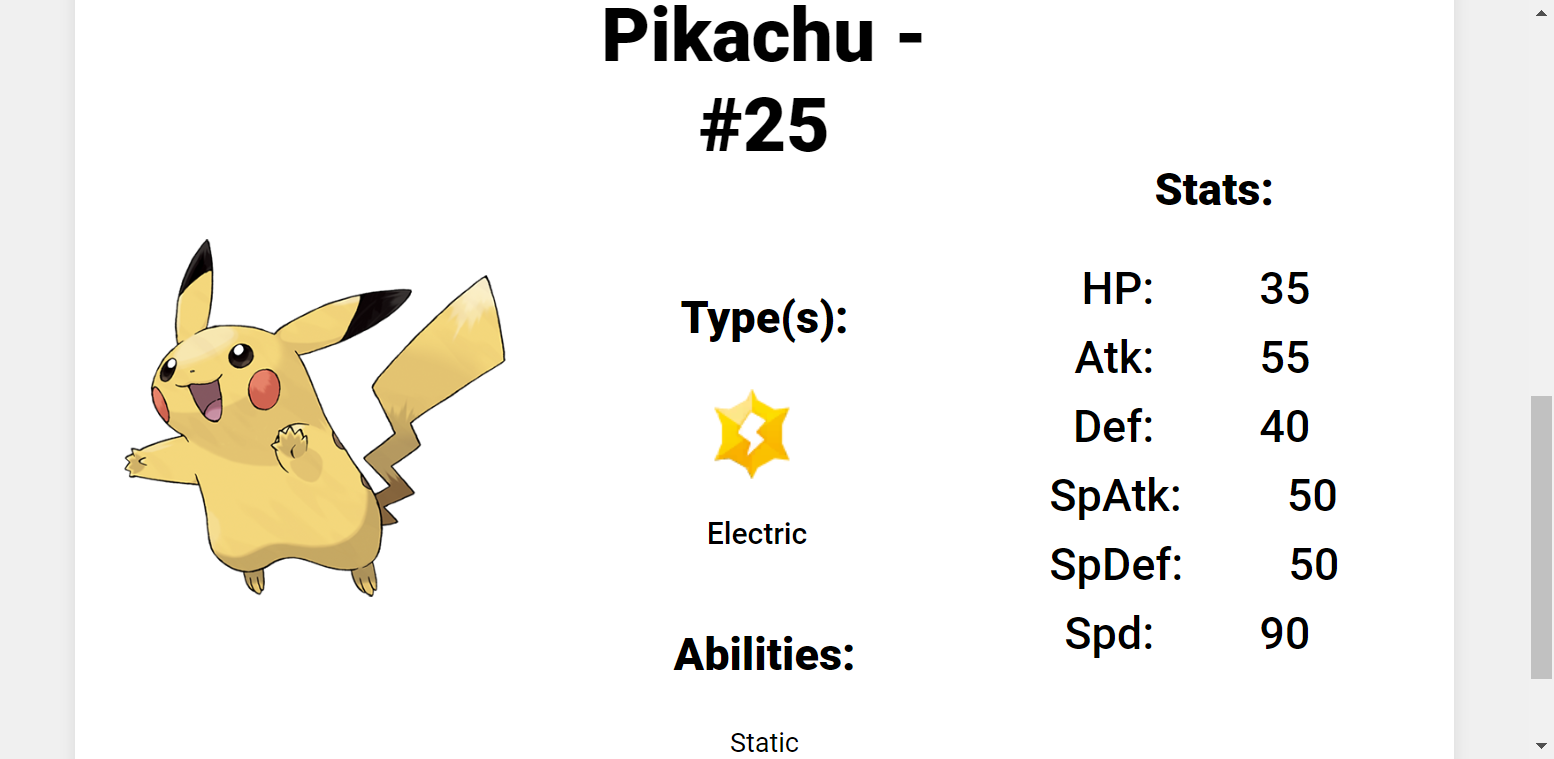 Pikachu -
#25
Type(s):
Electric
Abilities:
Static
Stats:
HP: 35
Atk: 55
Def: 40
SpAtk: 50
SpDef: 50
Spd: 90